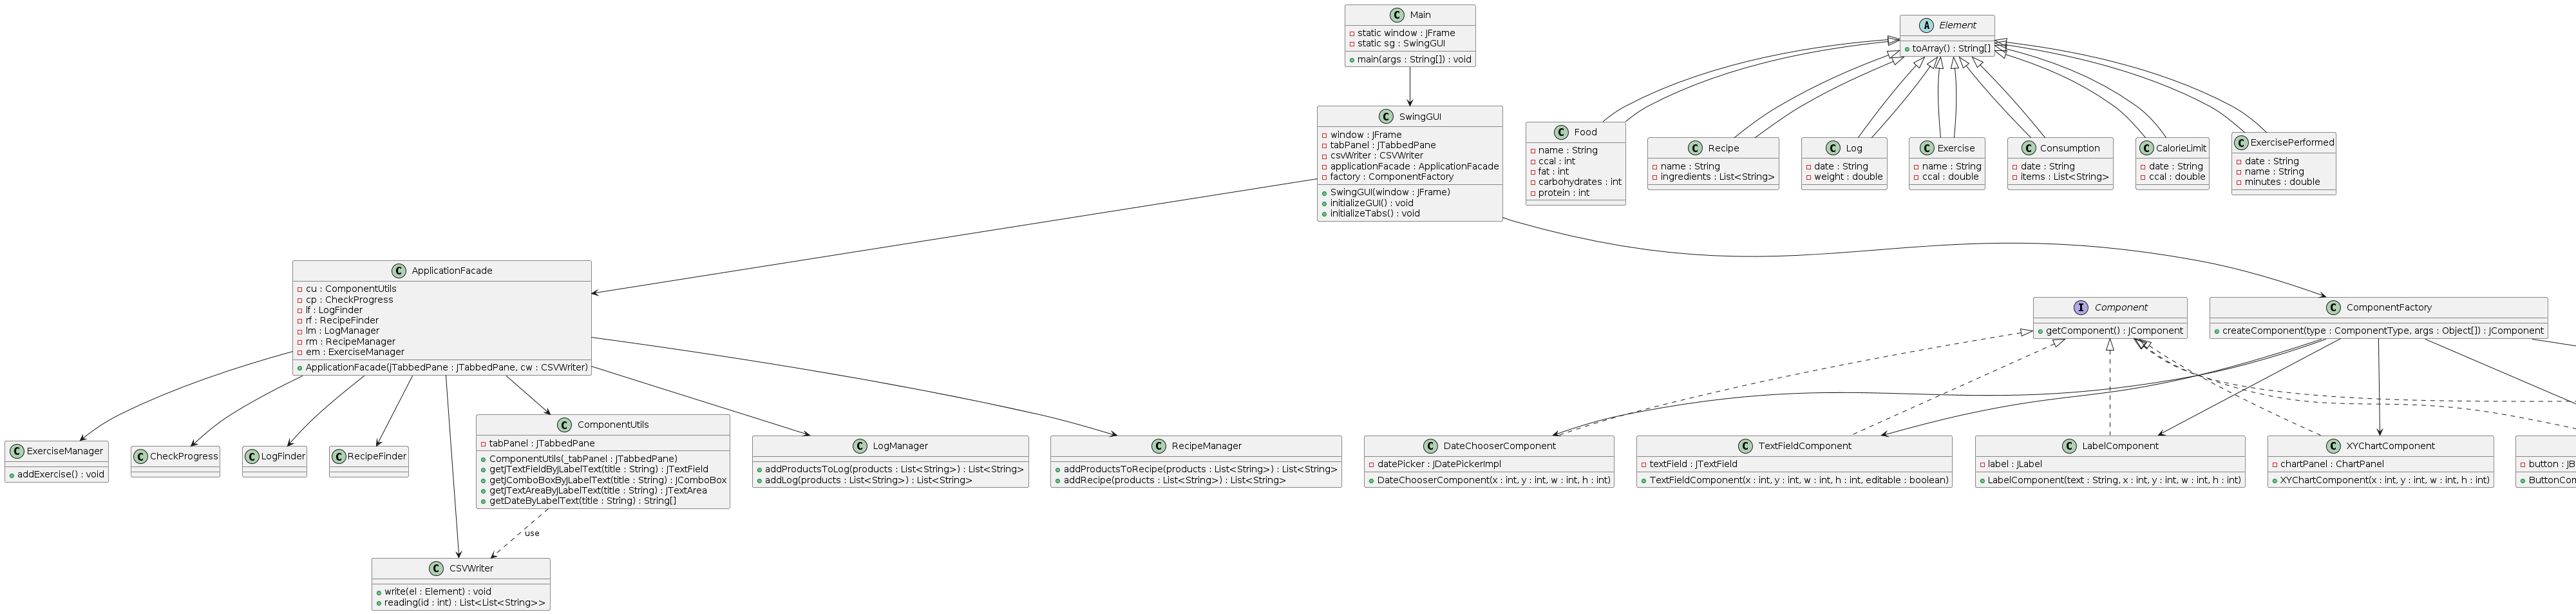 Main
static window : JFrame
static sg : SwingGUI
main(args : String[]) : void
Element
toArray() : String[]
SwingGUI
window : JFrame
tabPanel : JTabbedPane
csvWriter : CSVWriter
applicationFacade : ApplicationFacade
factory : ComponentFactory
SwingGUI(window : JFrame)
initializeGUI() : void
initializeTabs() : void
Food
name : String
ccal : int
fat : int
carbohydrates : int
protein : int
Recipe
name : String
ingredients : List<String>
Log
date : String
weight : double
Exercise
name : String
ccal : double
Consumption
date : String
items : List<String>
CalorieLimit
date : String
ccal : double
ExercisePerformed
date : String
name : String
minutes : double
ApplicationFacade
cu : ComponentUtils
cp : CheckProgress
lf : LogFinder
rf : RecipeFinder
lm : LogManager
rm : RecipeManager
em : ExerciseManager
ApplicationFacade(JTabbedPane : JTabbedPane, cw : CSVWriter)
Component
getComponent() : JComponent
ComponentFactory
createComponent(type : ComponentType, args : Object[]) : JComponent
ExerciseManager
addExercise() : void
CheckProgress
LogFinder
RecipeFinder
ComponentUtils
tabPanel : JTabbedPane
ComponentUtils(_tabPanel : JTabbedPane)
getJTextFieldByJLabelText(title : String) : JTextField
getJComboBoxByJLabelText(title : String) : JComboBox
getJTextAreaByJLabelText(title : String) : JTextArea
getDateByLabelText(title : String) : String[]
LogManager
addProductsToLog(products : List<String>) : List<String>
addLog(products : List<String>) : List<String>
RecipeManager
addProductsToRecipe(products : List<String>) : List<String>
addRecipe(products : List<String>) : List<String>
DateChooserComponent
datePicker : JDatePickerImpl
DateChooserComponent(x : int, y : int, w : int, h : int)
TextFieldComponent
textField : JTextField
TextFieldComponent(x : int, y : int, w : int, h : int, editable : boolean)
LabelComponent
label : JLabel
LabelComponent(text : String, x : int, y : int, w : int, h : int)
XYChartComponent
chartPanel : ChartPanel
XYChartComponent(x : int, y : int, w : int, h : int)
button : JB
ButtonCon
use
CSVWriter
write(el : Element) : void
reading(id : int) : List<List<String>>